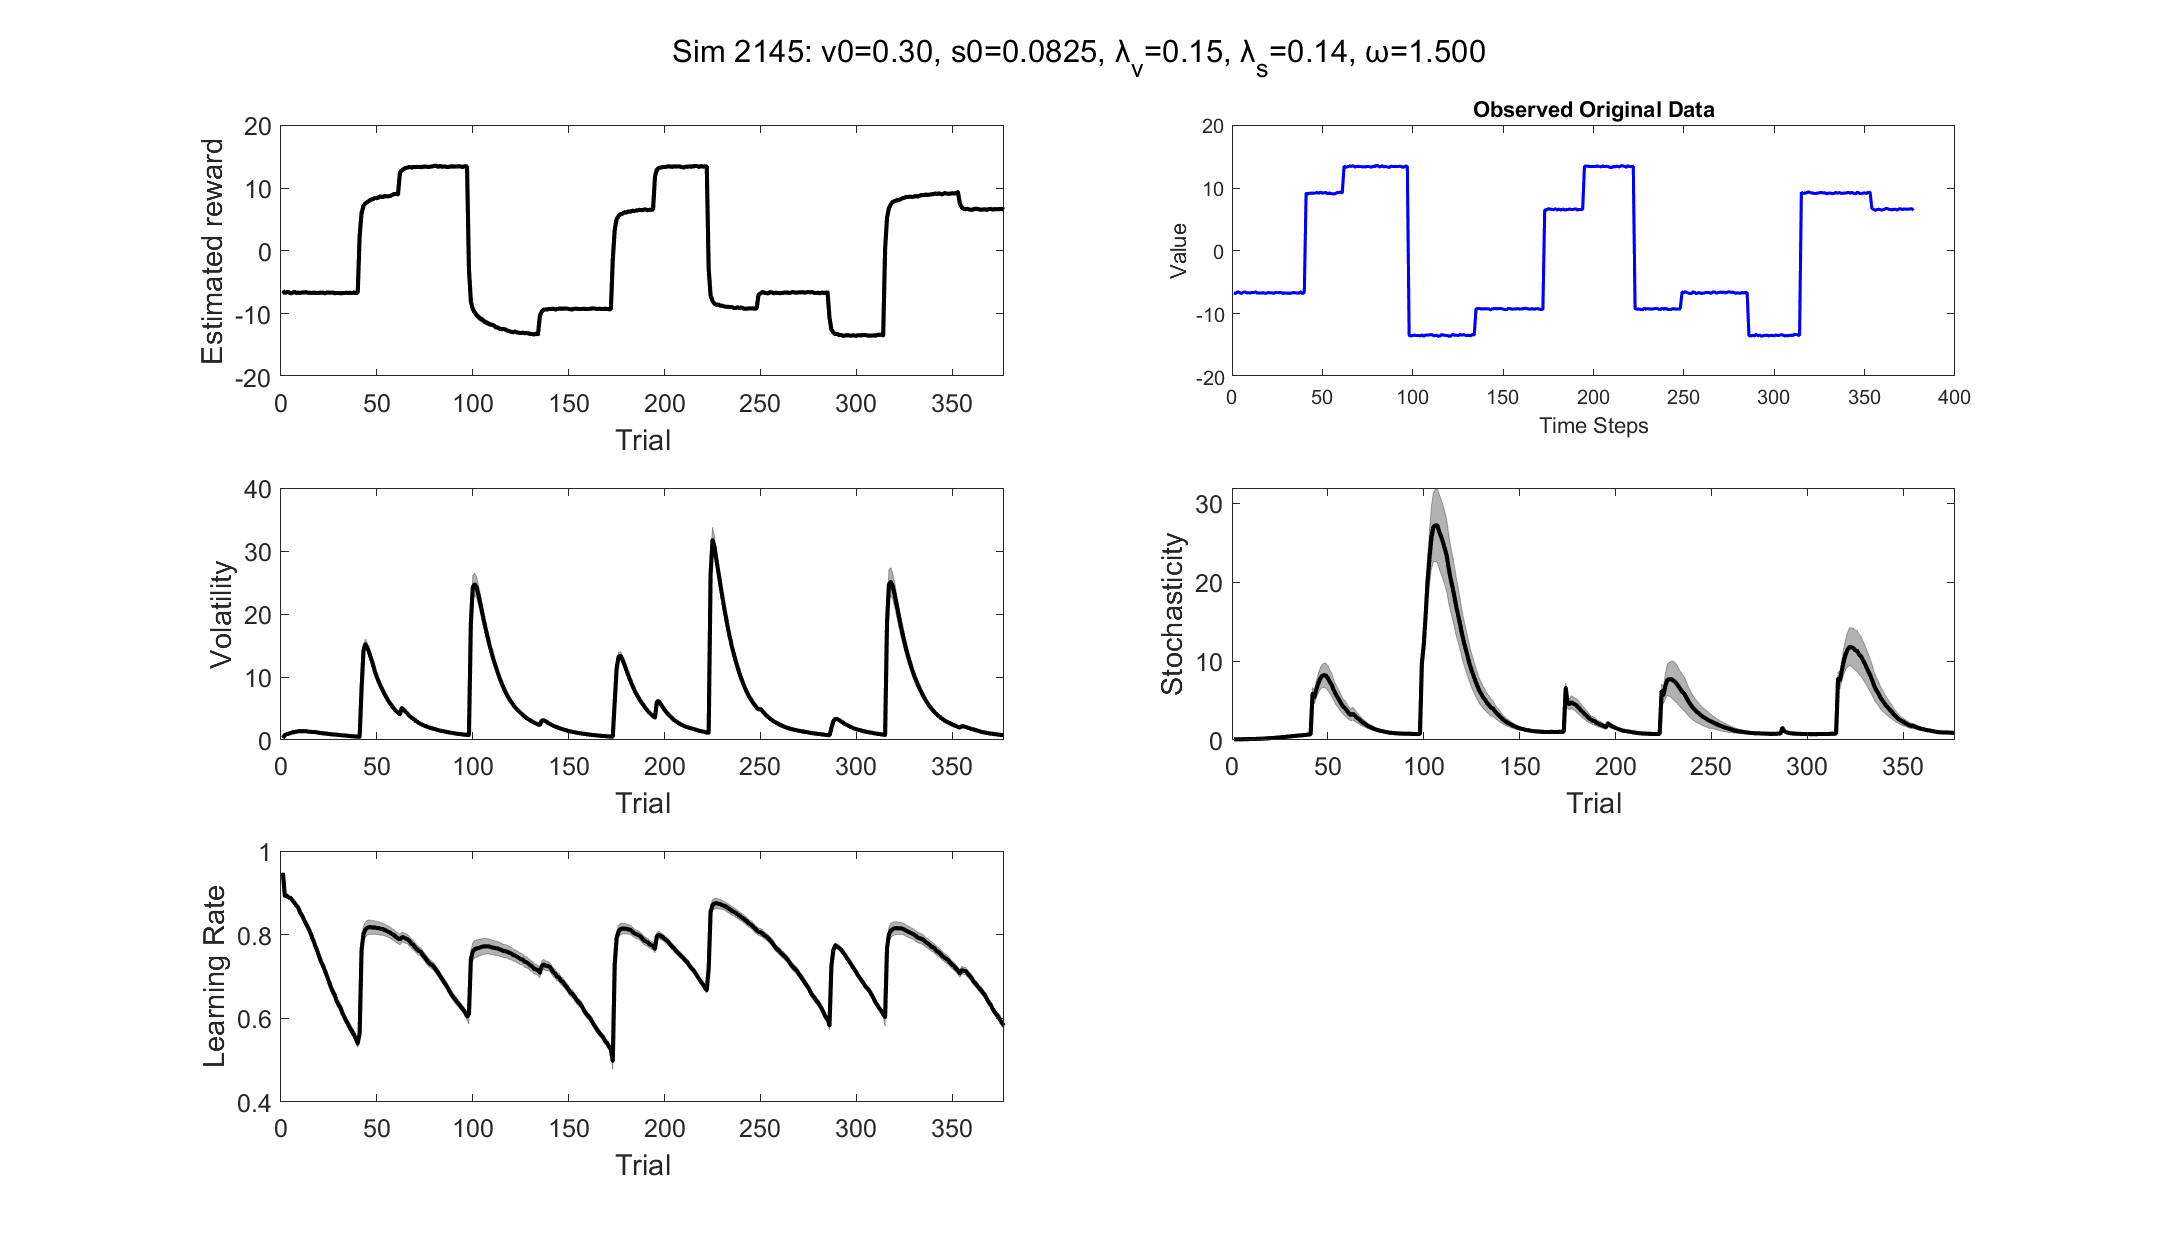 Sim 2145: v0=0.30, s0=0.0825, λ_v=0.15, λ_s=0.14, ω=1.500
Estimated reward
20
10
0
-10
-20
0 50 100 150 200 250 300 350
Trial
Observed Original Data
Value
20
10
0
-10
-20
0 50 100 150 200 250 300 350 400
Time Steps
Volatility
40
30
20
10
0
0 50 100 150 200 250 300 350
Trial
Stochasticity
30
20
10
0
0 50 100 150 200 250 300 350
Trial
Learning Rate
1
0.8
0.6
0.4
0 50 100 150 200 250 300 350
Trial